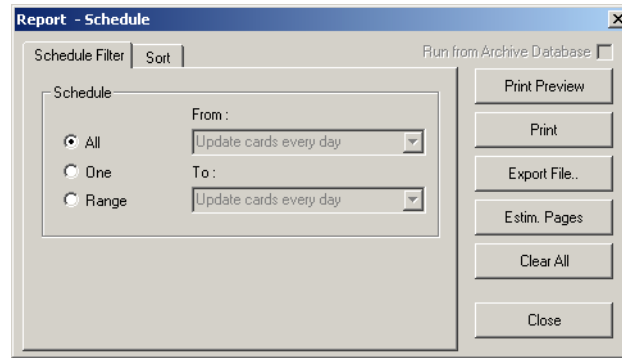 Report - Schedule
Schedule Filter
Sort
Run from Archive Database
Schedule
From :
All
Update cards every day
One
To :
Range
Update cards every day
Print Preview
Print
Export File..
Estim. Pages
Clear All
Close